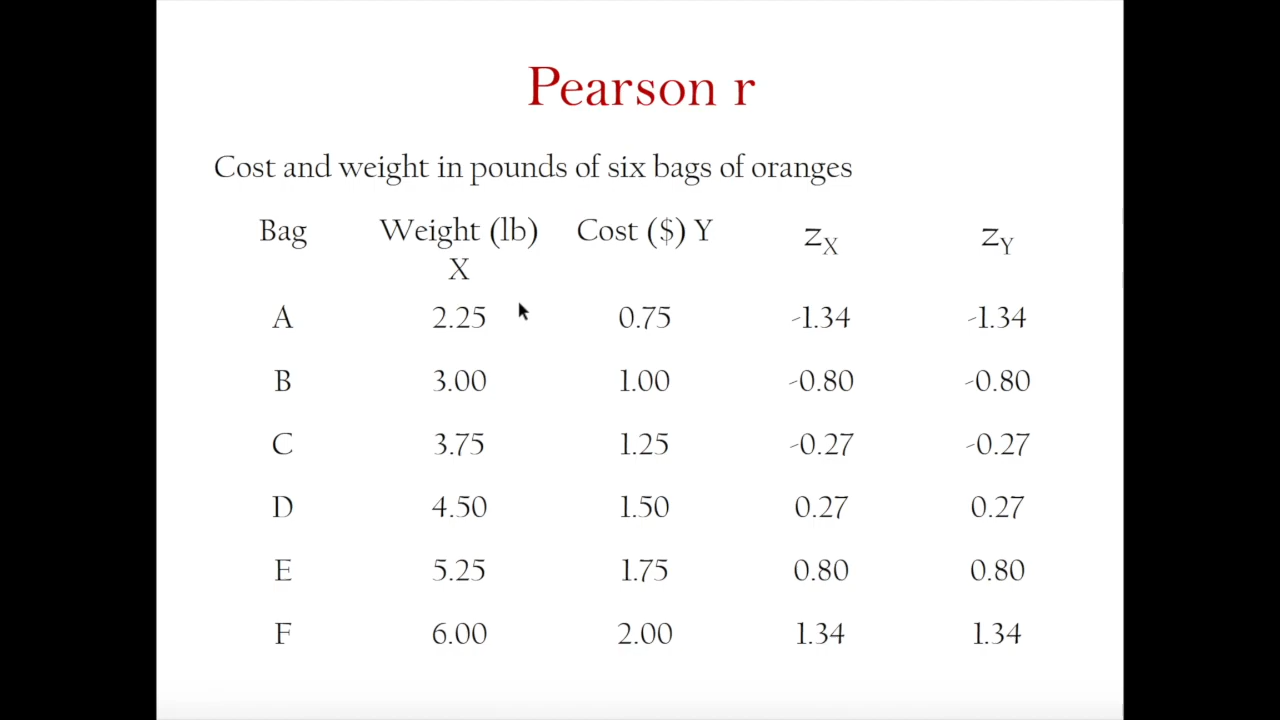 Pearson r
Cost and weight in pounds of six bags of oranges
Bag Weight (lb) X Cost ($) Y zX zY
A 2.25 0.75 -1.34 -1.34
B 3.00 1.00 -0.80 -0.80
C 3.75 1.25 -0.27 -0.27
D 4.50 1.50 0.27 0.27
E 5.25 1.75 0.80 0.80
F 6.00 2.00 1.34 1.34